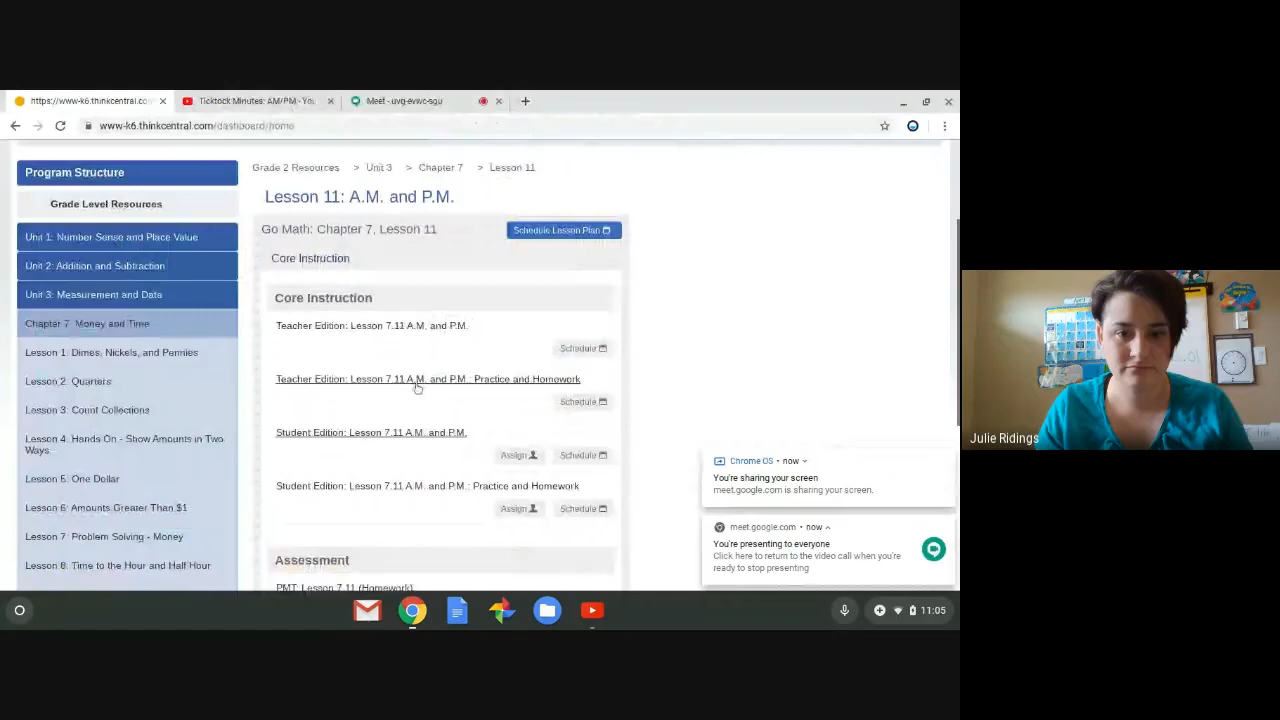 https://www-k6.thinkcentral.com
Ticktock Minutes: AM/PM - You
Meet - uvq-evwc-sgu
www-k6.thinkcentral.com/dashboard/home
Program Structure
Grade Level Resources
Unit 1: Number Sense and Place Value
Unit 2: Addition and Subtraction
Unit 3: Measurement and Data
Chapter 7 Money and Time
Lesson 1: Dimes, Nickels, and Pennies
Lesson 2: Quarters
Lesson 3: Count Collections
Lesson 4: Hands On - Show Amounts in Two
Ways
Lesson 5: One Dollar
Lesson 6: Amounts Greater Than $1
Lesson 7: Problem Solving - Money
Lesson 8: Time to the Hour and Half Hour
Grade 2 Resources > Unit 3 > Chapter 7 > Lesson 11
Lesson 11: A.M. and P.M.
Go Math: Chapter 7, Lesson 11
Schedule Lesson Plan
Core Instruction
Core Instruction
Teacher Edition: Lesson 7.11 A.M. and P.M.
Schedule
Teacher Edition: Lesson 7.11 A.M. and P.M.: Practice and Homework
Schedule
Student Edition: Lesson 7.11 A.M. and P.M.
Assign Schedule
Student Edition: Lesson 7.11 A.M. and P.M.: Practice and Homework
Assign Schedule
Assessment
PMT: Lesson 7.11 (Homework)
Chrome OS • now
You're sharing your screen
meet.google.com is sharing your screen.
meet.google.com • now
You're presenting to everyone
Click here to return to the video call when you're
ready to stop presenting
11:05
Julie Ridings